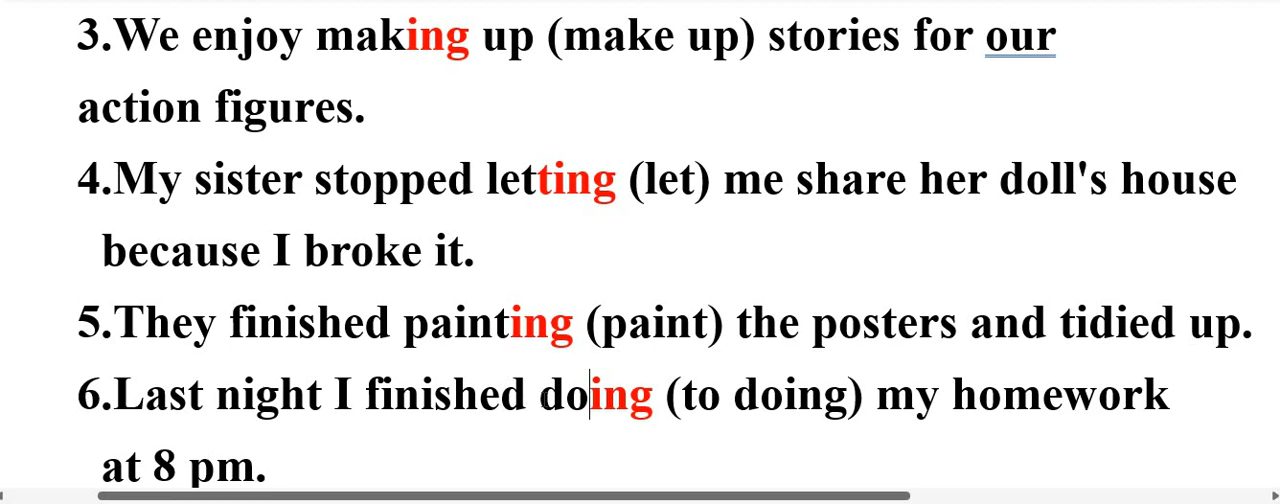 3.We enjoy making up (make up) stories for our
action figures.
4.My sister stopped letting (let) me share her doll's house
because I broke it.
5.They finished painting (paint) the posters and tidied up.
6.Last night I finished doing (to doing) my homework
at 8 pm.